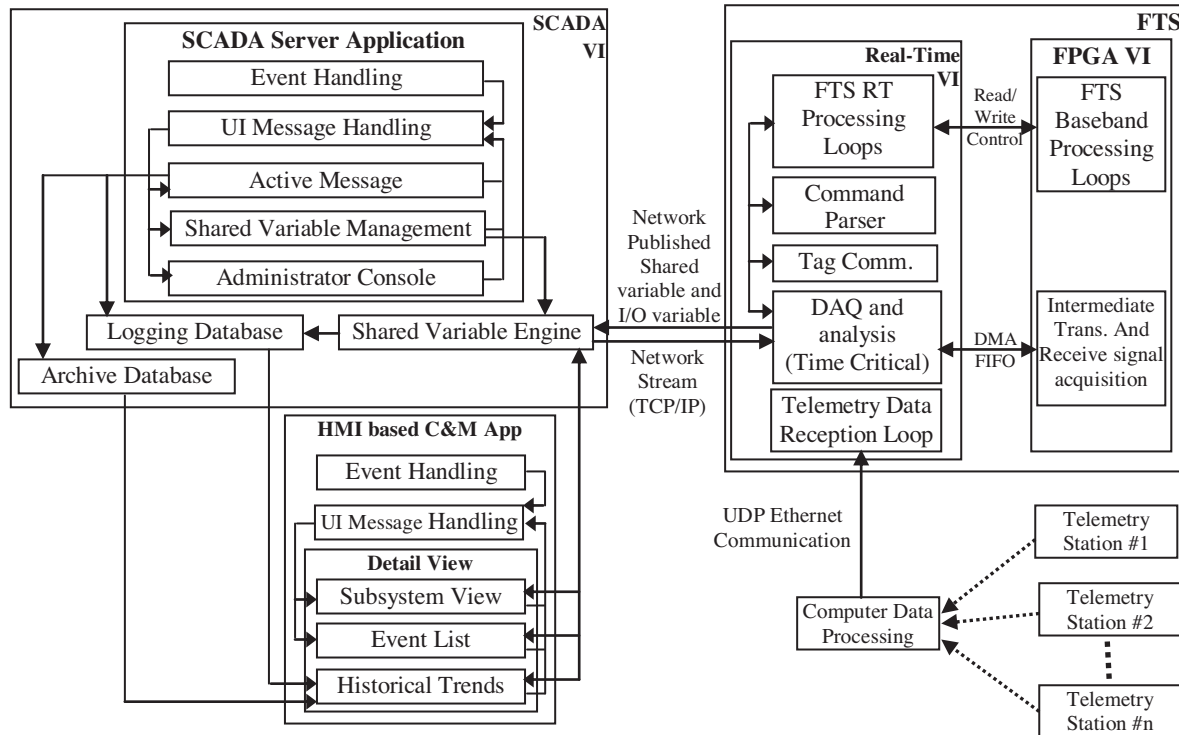 SCADA
VI
SCADA Server Application
Event Handling
UI Message Handling
Active Message
Shared Variable Management
Administrator Console
Logging Database
Shared Variable Engine
Archive Database
HMI based C&M App
Event Handling
UI Message Handling
Detail View
Subsystem View
Event List
Historical Trends
Network
Published
Shared
variable and
I/O variable
Network
Stream
(TCP/IP)
FTS
Real-Time
VI
FTS RT
Processing
Loops
Command
Parser
Tag Comm.
DAQ and
analysis
(Time Critical)
Telemetry Data
Reception Loop
Read/
Write
Control
DMA
FIFO
FPGA VI
FTS
Baseband
Processing
Loops
Intermediate
Trans. And
Receive signal
acquisition
UDP Ethernet
Communication
Computer Data
Processing
Telemetry
Station #1
Telemetry
Station #2
Telemetry
Station #n